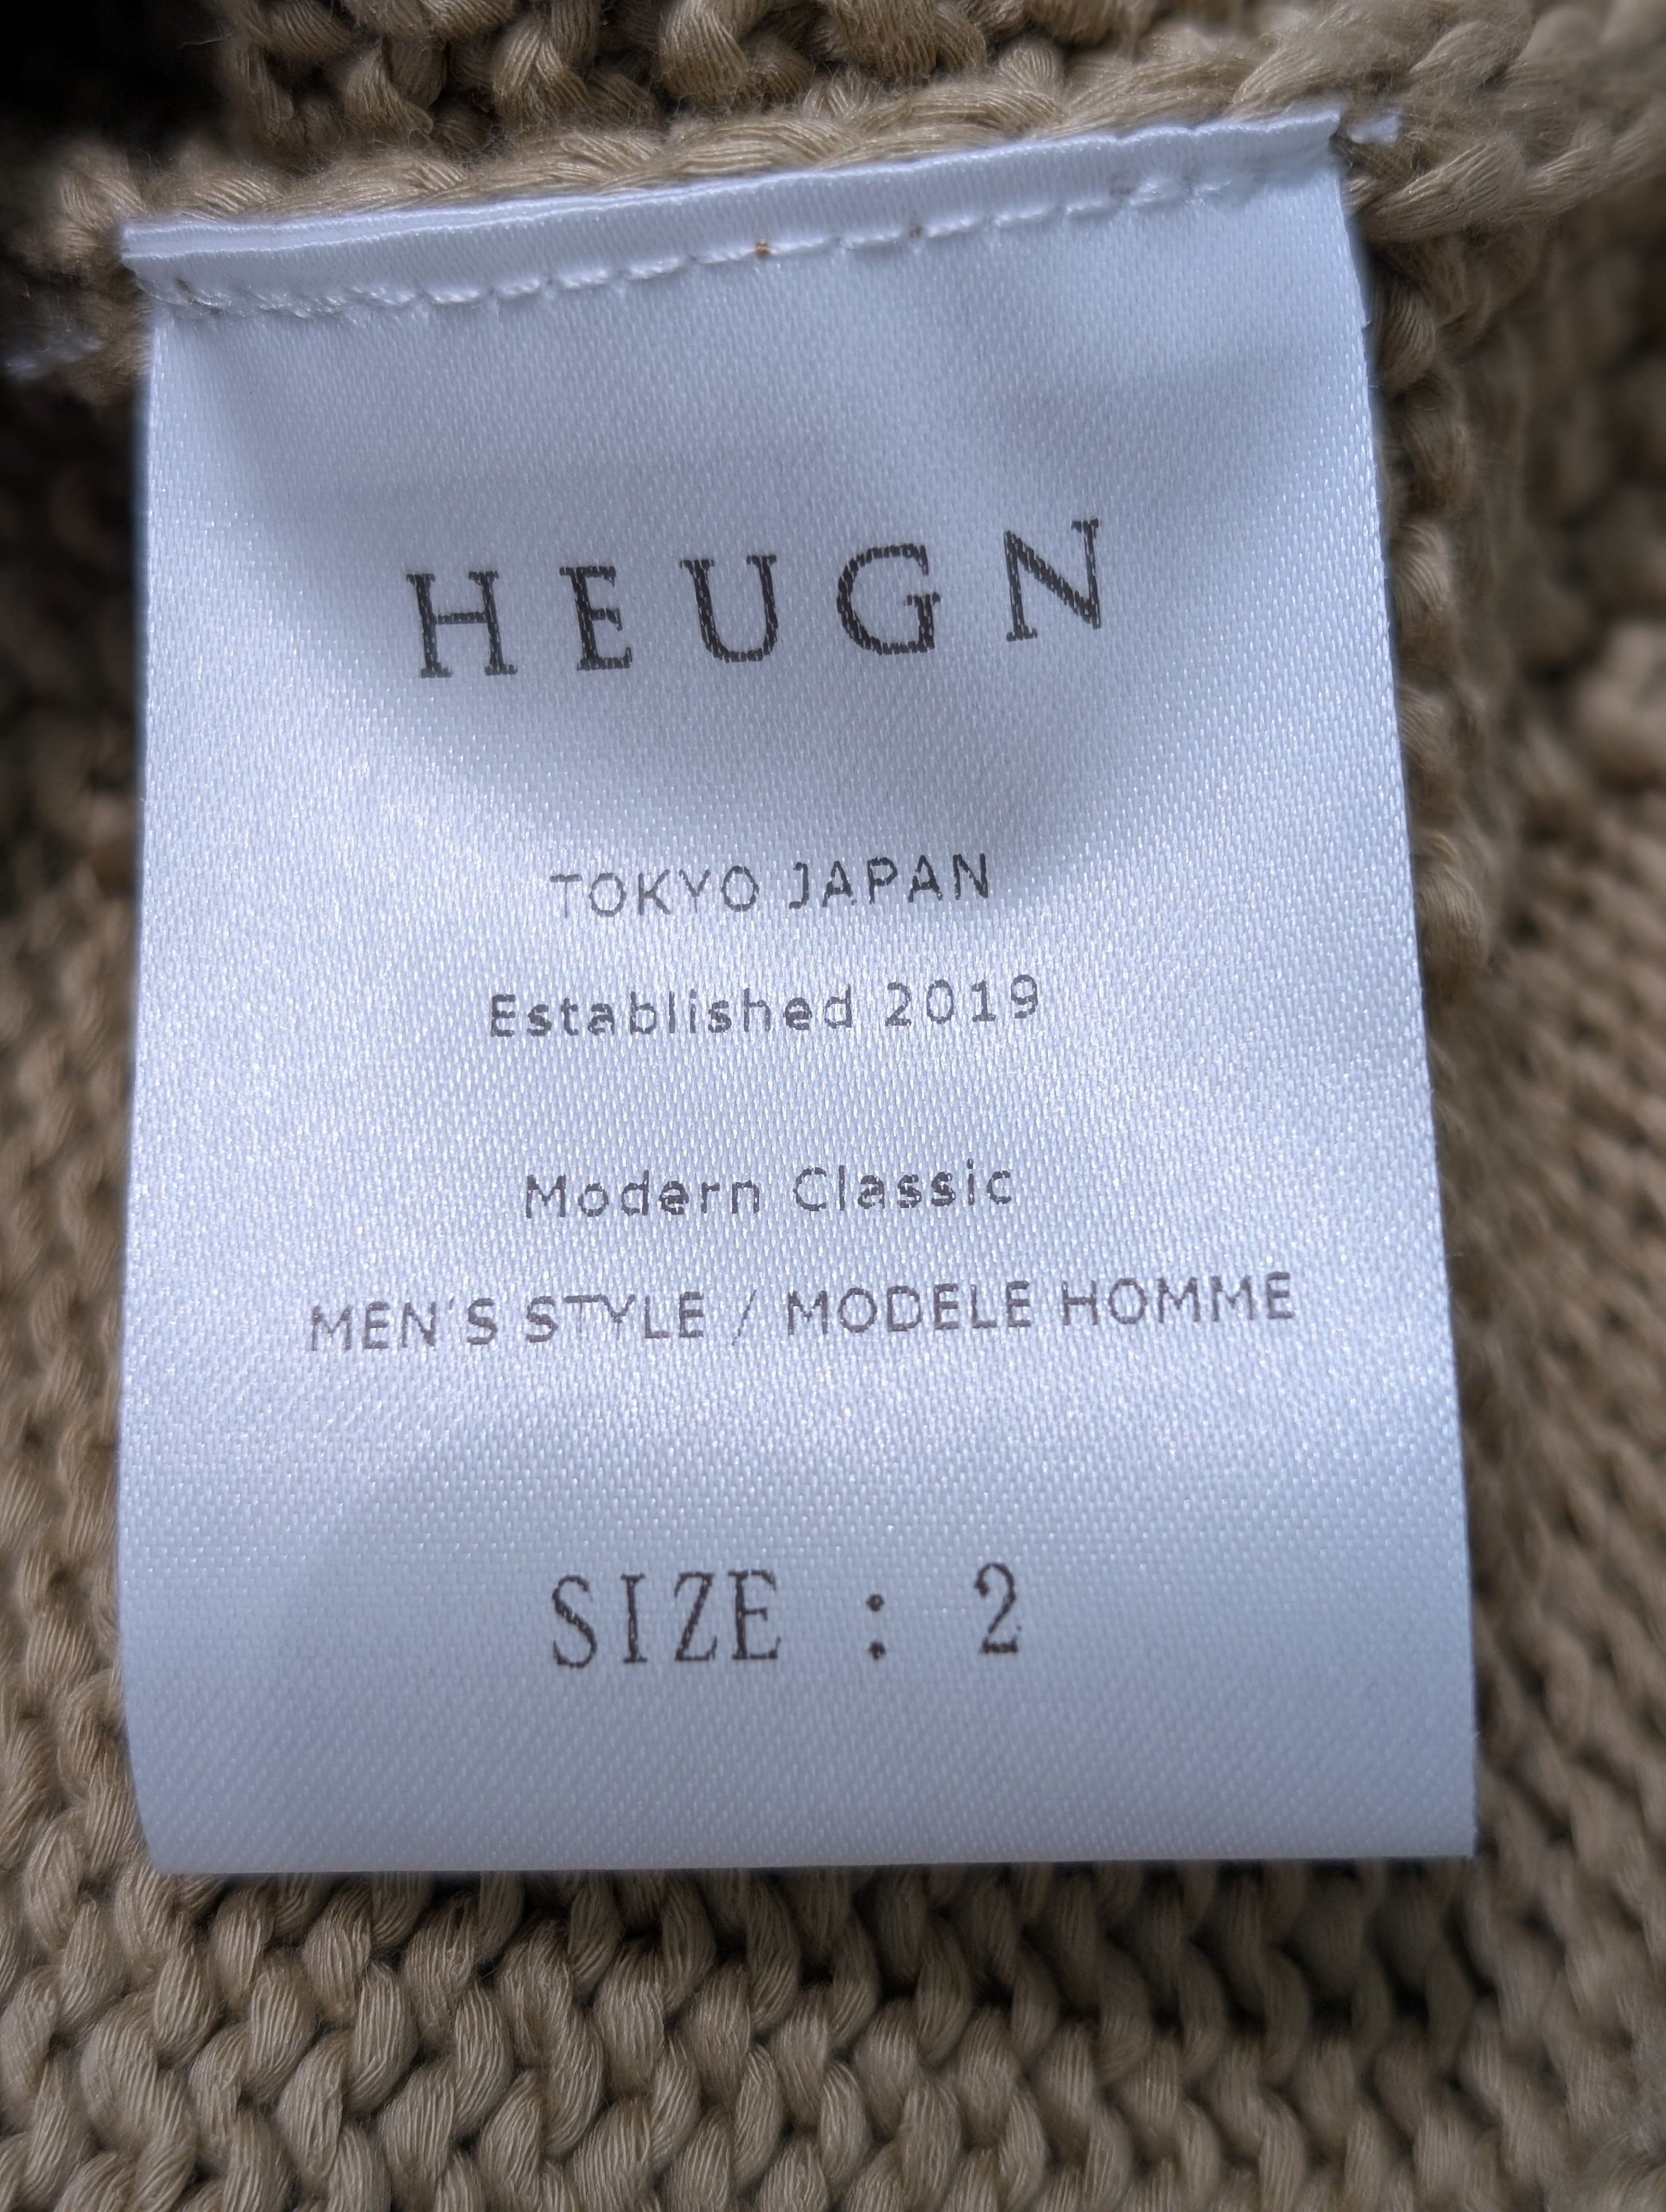 HEUGN
TOKYO JAPAN
Established 2019
Modern Classic
MEN'S STYLE / MODELE HOMME
SIZE : 2